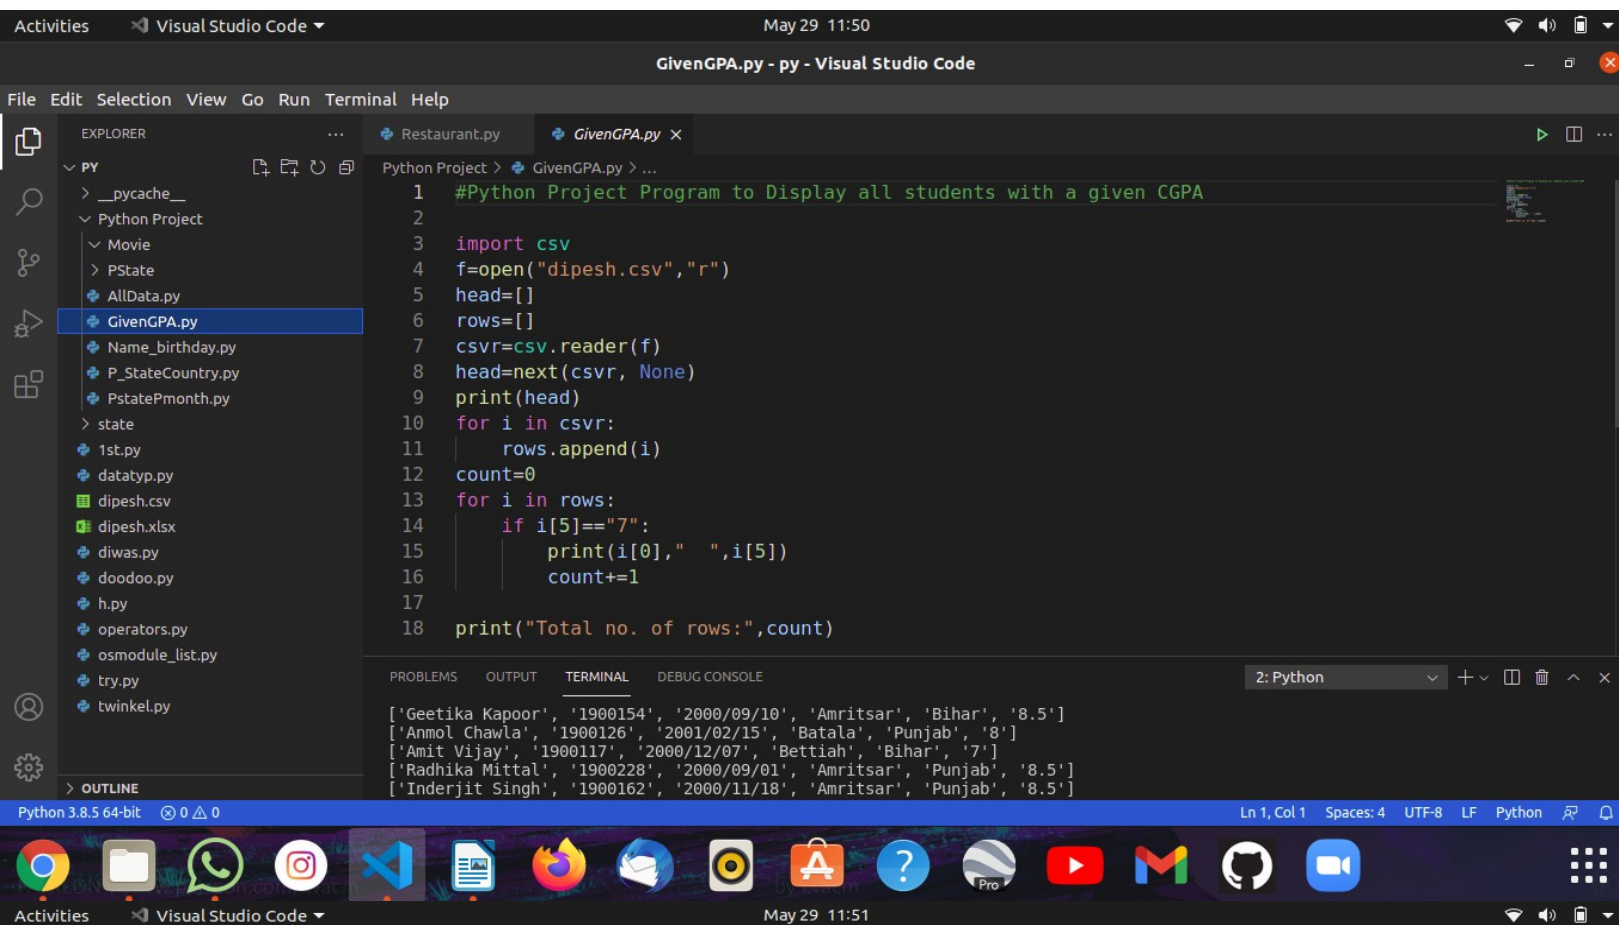 Activities Visual Studio Code May 29 11:50
GivenGPA.py - py - Visual Studio Code
File Edit Selection View Go Run Terminal Help
EXPLORER ...
Restaurant.py GivenGPA.py
PY
Python Project > GivenGPA.py > ...
__pycache__
Python Project
Movie
PState
AllData.py
GivenGPA.py
Name_birthday.py
P_StateCountry.py
PstatePmonth.py
state
1st.py
datatyp.py
dipesh.csv
dipesh.xlsx
diwas.py
doodoo.py
h.py
operators.py
osmodule_list.py
try.py
twinkel.py
OUTLINE
1 #Python Project Program to Display all students with a given CGPA
2
3 import csv
4 f=open("dipesh.csv","r")
5 head=[]
6 rows=[]
7 csvr=csv.reader(f)
8 head=next(csvr, None)
9 print(head)
10 for i in csvr:
11     rows.append(i)
12 count=0
13 for i in rows:
14     if i[5]=="7":
15         print(i[0],"  ",i[5])
16         count+=1
17
18 print("Total no. of rows:",count)
PROBLEMS OUTPUT TERMINAL DEBUG CONSOLE 2: Python
['Geetika Kapoor', '1900154', '2000/09/10', 'Amritsar', 'Bihar', '8.5']
['Anmol Chawla', '1900126', '2001/02/15', 'Batala', 'Punjab', '8']
['Amit Vijay', '1900117', '2000/12/07', 'Bettiah', 'Bihar', '7']
['Radhika Mittal', '1900228', '2000/09/01', 'Amritsar', 'Punjab', '8.5']
['Inderjit Singh', '1900162', '2000/11/18', 'Amritsar', 'Punjab', '8.5']
Python 3.8.5 64-bit 0 0 Ln 1, Col 1 Spaces: 4 UTF-8 LF Python
Pro
Activities Visual Studio Code May 29 11:51